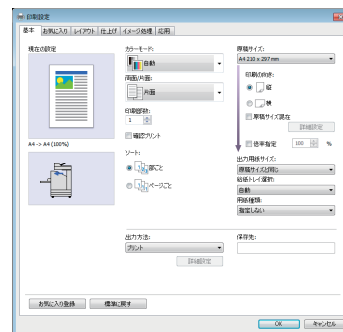 印刷設定
基本 お気に入り レイアウト 仕上げ イメージ処理 応用
現在の設定
A4 -> A4 (100%)
カラーモード:
自動
両面/片面:
片面
印刷部数:
1
確認プリント
ソート:
部ごと
ページごと
出力方法:
プリント
詳細設定
原稿サイズ:
A4 210 x 297 mm
印刷の向き:
縦
横
原稿サイズ混在
詳細設定
倍率指定 100 %
出力用紙サイズ:
原稿サイズと同じ
給紙トレイ選択:
自動
用紙種類:
指定しない
保存先:
お気に入り登録 標準に戻す
OK キャンセル